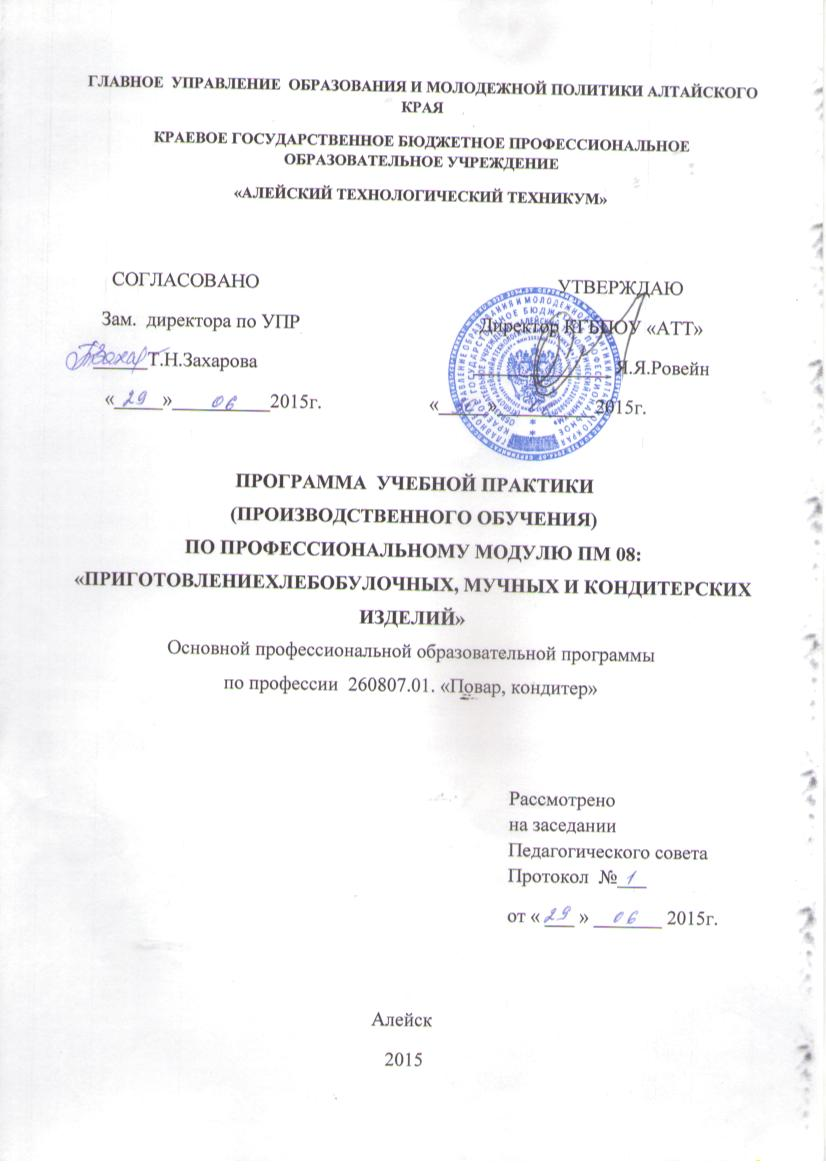 ГЛАВНОЕ УПРАВЛЕНИЕ ОБРАЗОВАНИЯ И МОЛОДЕЖНОЙ ПОЛИТИКИ АЛТАЙСКОГО
КРАЯ
КРАЕВОЕ ГОСУДАРСТВЕННОЕ БЮДЖЕТНОЕ ПРОФЕССИОНАЛЬНОЕ
ОБРАЗОВАТЕЛЬНОЕ УЧРЕЖДЕНИЕ
«АЛЕЙСКИЙ ТЕХНОЛОГИЧЕСКИЙ ТЕХНИКУМ»
СОГЛАСОВАНО
Зам. директора по УПР
Т.Н.Захарова
«29»06 2015г.
УТВЕРЖДАЮ
Директор КГБПОУ «АТТ»
Я.Я.Ровейн
« » 2015г.
ПРОГРАММА УЧЕБНОЙ ПРАКТИКИ
(ПРОИЗВОДСТВЕННОГО ОБУЧЕНИЯ)
ПО ПРОФЕССИОНАЛЬНОМУ МОДУЛЮ ПМ 08:
«ПРИГОТОВЛЕНИЕХЛЕБОБУЛОЧНЫХ, МУЧНЫХ И КОНДИТЕРСКИХ
ИЗДЕЛИЙ»
Основной профессиональной образовательной программы
по профессии 260807.01. «Повар, кондитер»
Рассмотрено
на заседании
Педагогического совета
Протокол №1
от « 29 » 06 2015г.
Алейск
2015